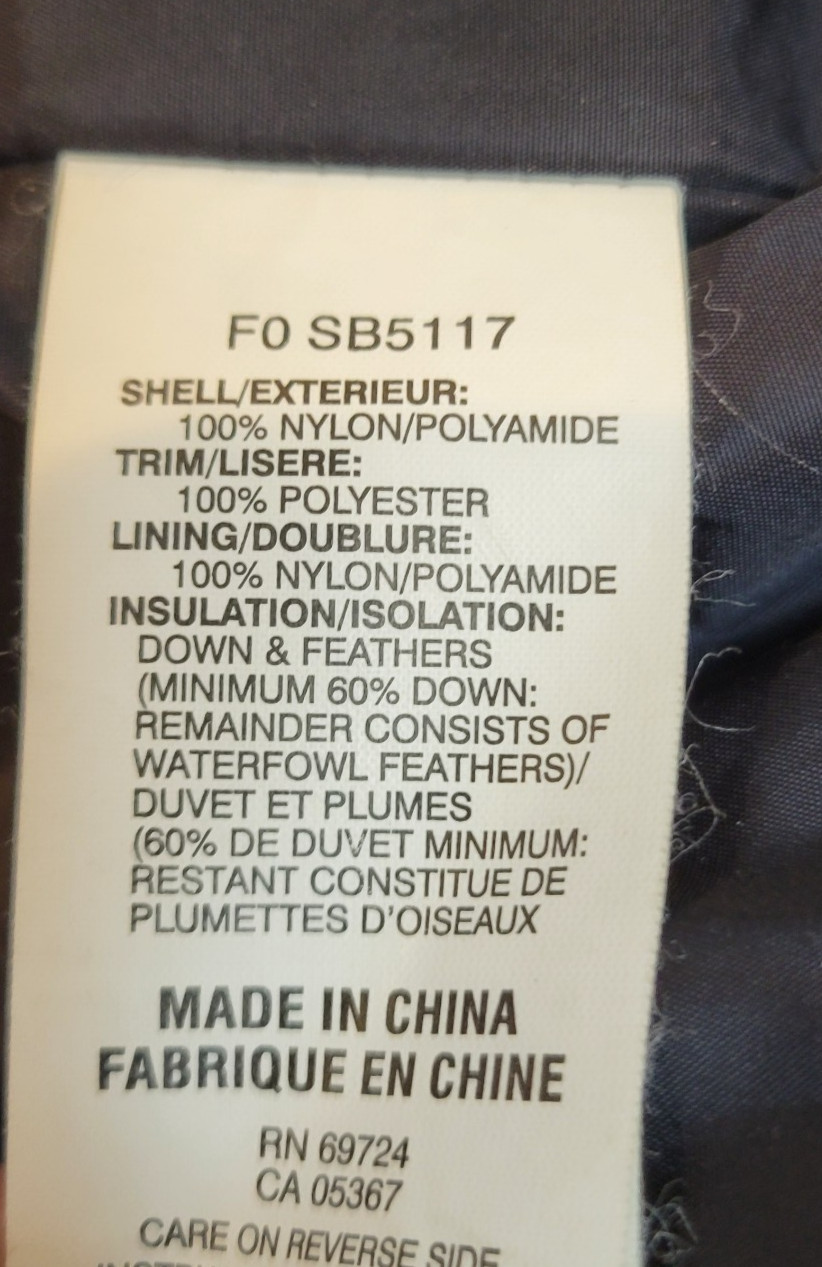 F0 SB5117
SHELL/EXTERIEUR:
100% NYLON/POLYAMIDE
TRIM/LISERE:
100% POLYESTER
LINING/DOUBLURE:
100% NYLON/POLYAMIDE
INSULATION/ISOLATION:
DOWN & FEATHERS
(MINIMUM 60% DOWN:
REMAINDER CONSISTS OF
WATERFOWL FEATHERS)/
DUVET ET PLUMES
(60% DE DUVET MINIMUM:
RESTANT CONSTITUE DE
PLUMETTES D'OISEAUX
MADE IN CHINA
FABRIQUE EN CHINE
RN 69724
CA 05367
CARE ON REVERSE SIDE